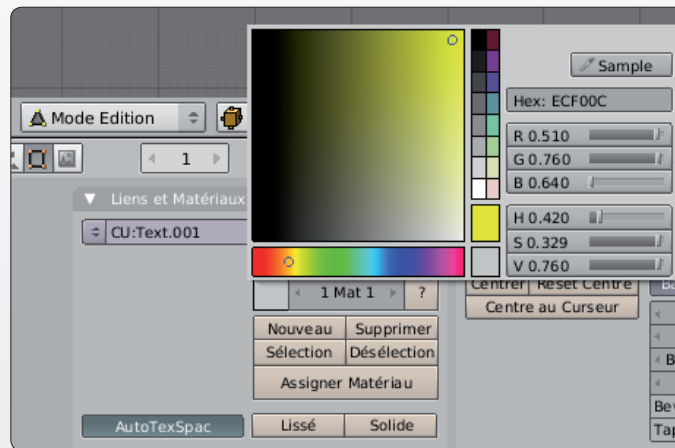 Sample
Mode Edition
Hex: ECF00C
R 0.510
1
G 0.760
B 0.640
Liens et Matériaux
H 0.420
CU:Text.001
S 0.329
V 0.760
1 Mat 1
?
Centrer
Reset Centre
Centre au Curseur
Nouveau
Supprimer
Sélection
Désélection
Assigner Matériau
AutoTexSpac
Lissé
Solide